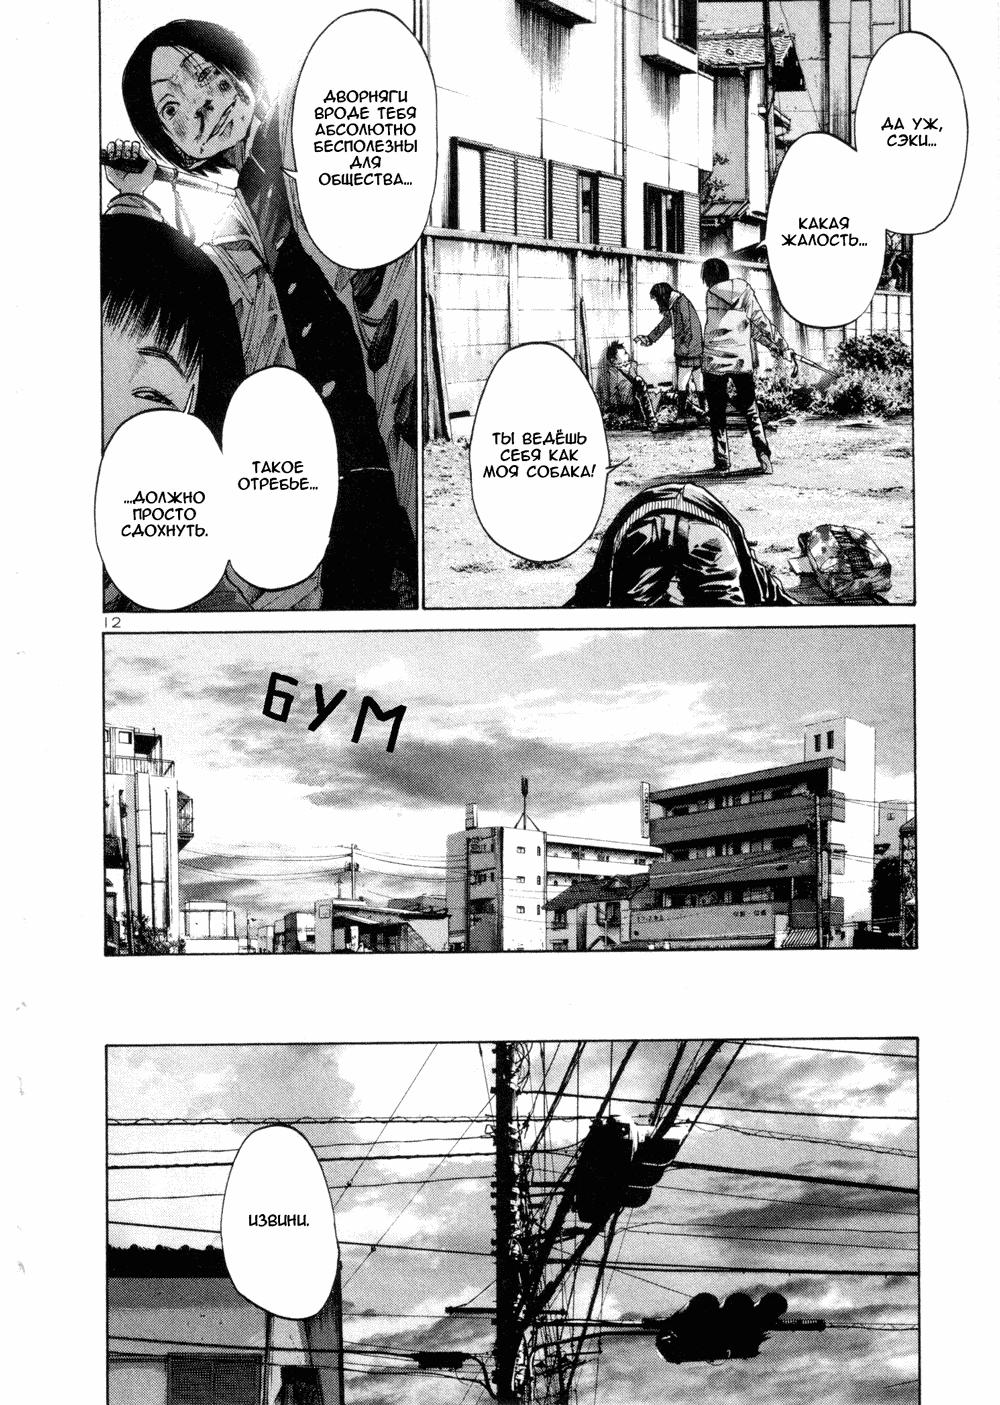 ДА УЖ,
СЭКИ...
КАКАЯ
ЖАЛОСТЬ...
ТЫ ВЕДЁШЬ
СЕБЯ КАК
МОЯ СОБАКА!
ДВОРНЯГИ
ВРОДЕ ТЕБЯ
АБСОЛЮТНО
БЕСПОЛЕЗНЫ
ДЛЯ
ОБЩЕСТВА...
ТАКОЕ
ОТРЕБЬЕ...
...ДОЛЖНО
ПРОСТО
СДОХНУТЬ.
12
БУМ
ИЗВИНИ.